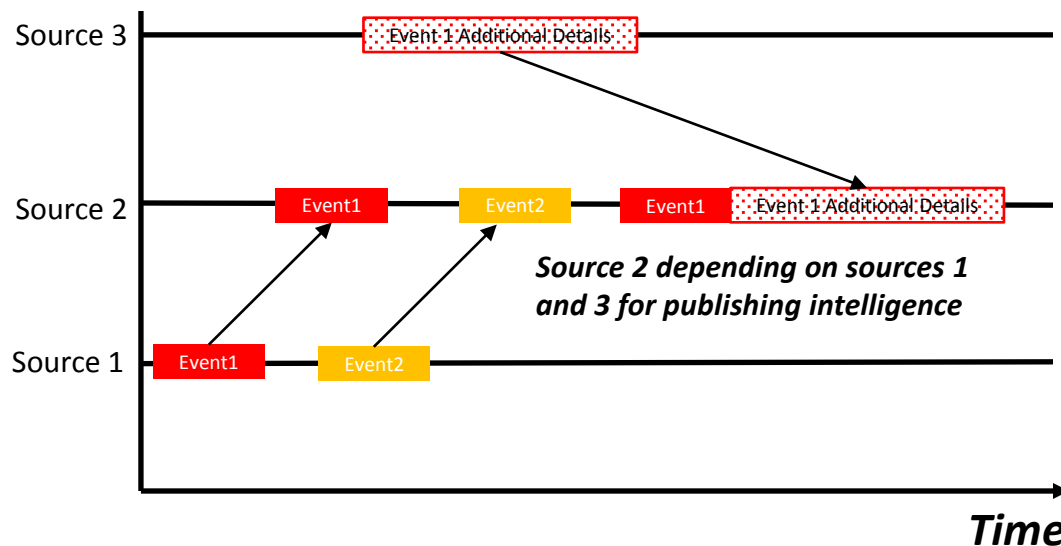 Source 3
Event 1 Additional Details
Source 2
Event1
Event2
Event1
Event 1 Additional Details
Source 2 depending on sources 1
and 3 for publishing intelligence
Source 1
Event1
Event2
Time